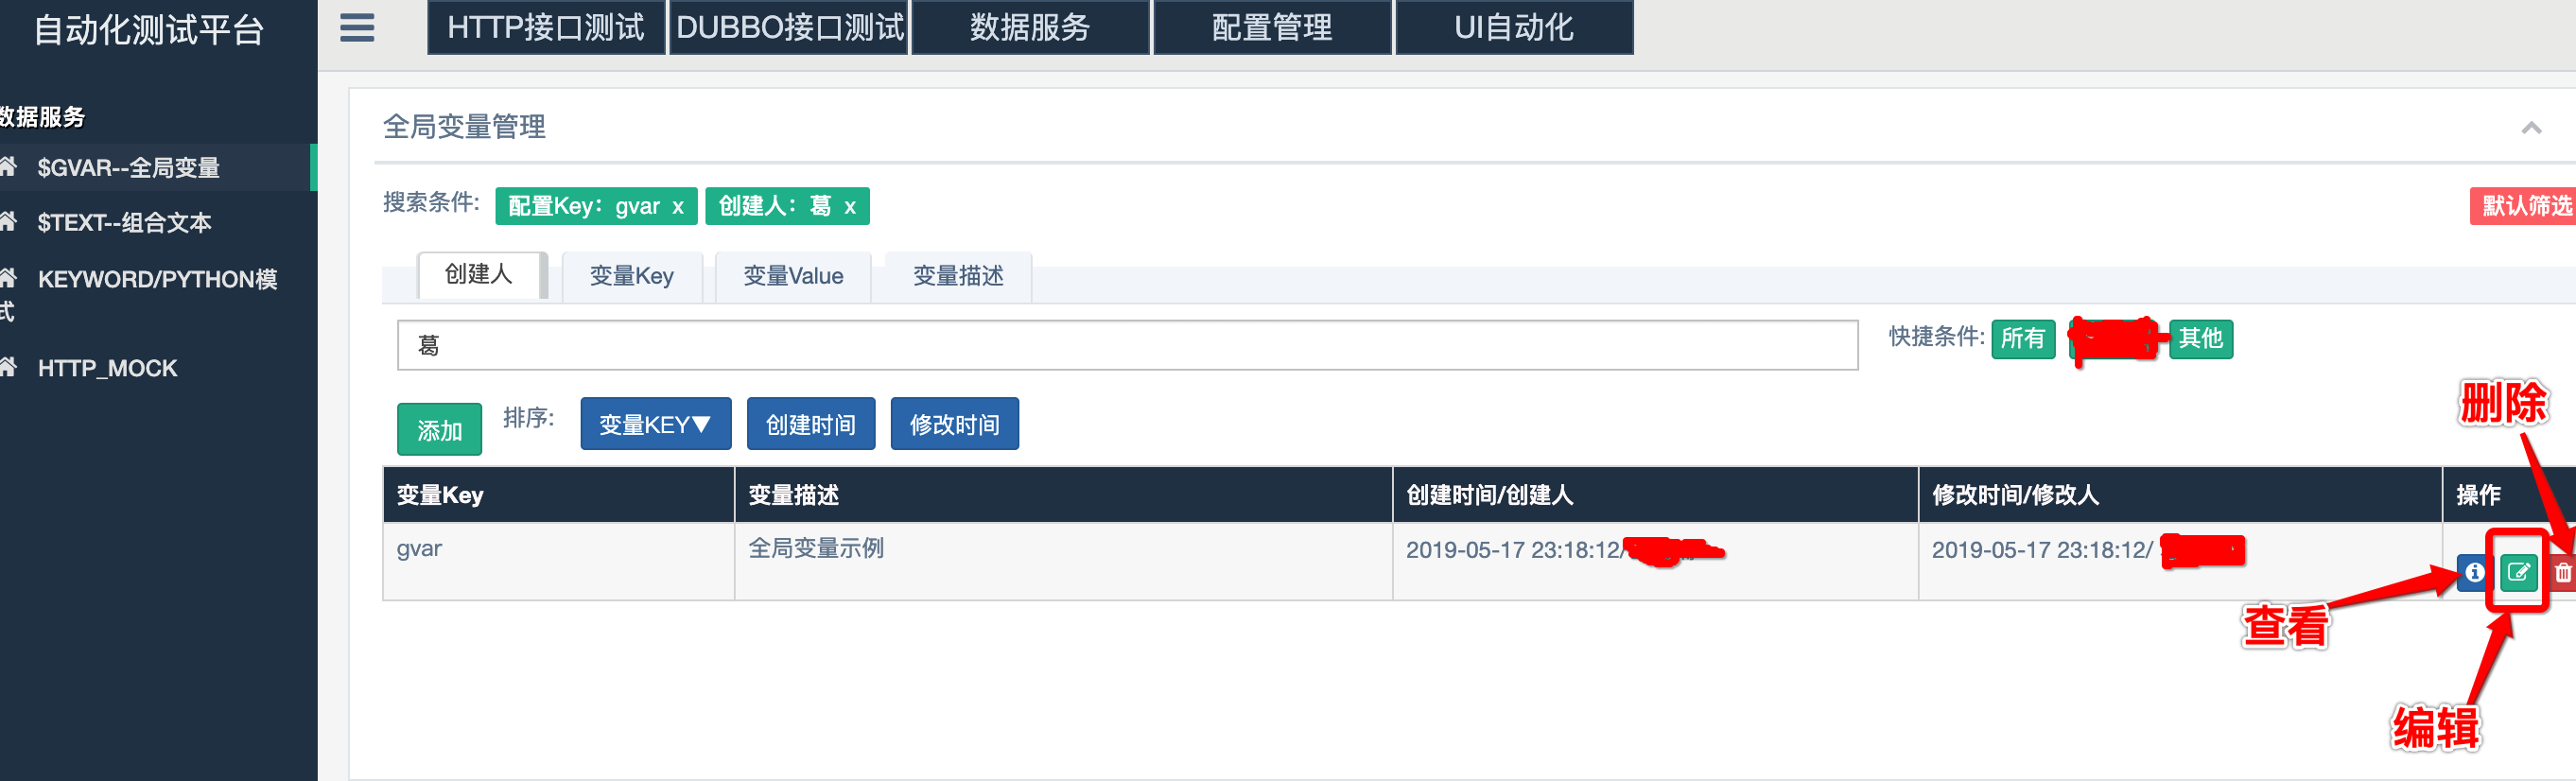 自动化测试平台
HTTP接口测试 DUBBO接口测试 数据服务 配置管理 UI自动化
数据服务
$GVAR--全局变量
$TEXT--组合文本
KEYWORD/PYTHON模
式
HTTP_MOCK
全局变量管理
搜索条件: 配置Key：gvar x 创建人：葛 x 默认筛选
创建人 变量Key 变量Value 变量描述
葛 快捷条件: 所有 其他
添加 排序: 变量KEY▼ 创建时间 修改时间
删除
变量Key 变量描述 创建时间/创建人 修改时间/修改人 操作
gvar 全局变量示例 2019-05-17 23:18:12/ 2019-05-17 23:18:12/
查看
编辑